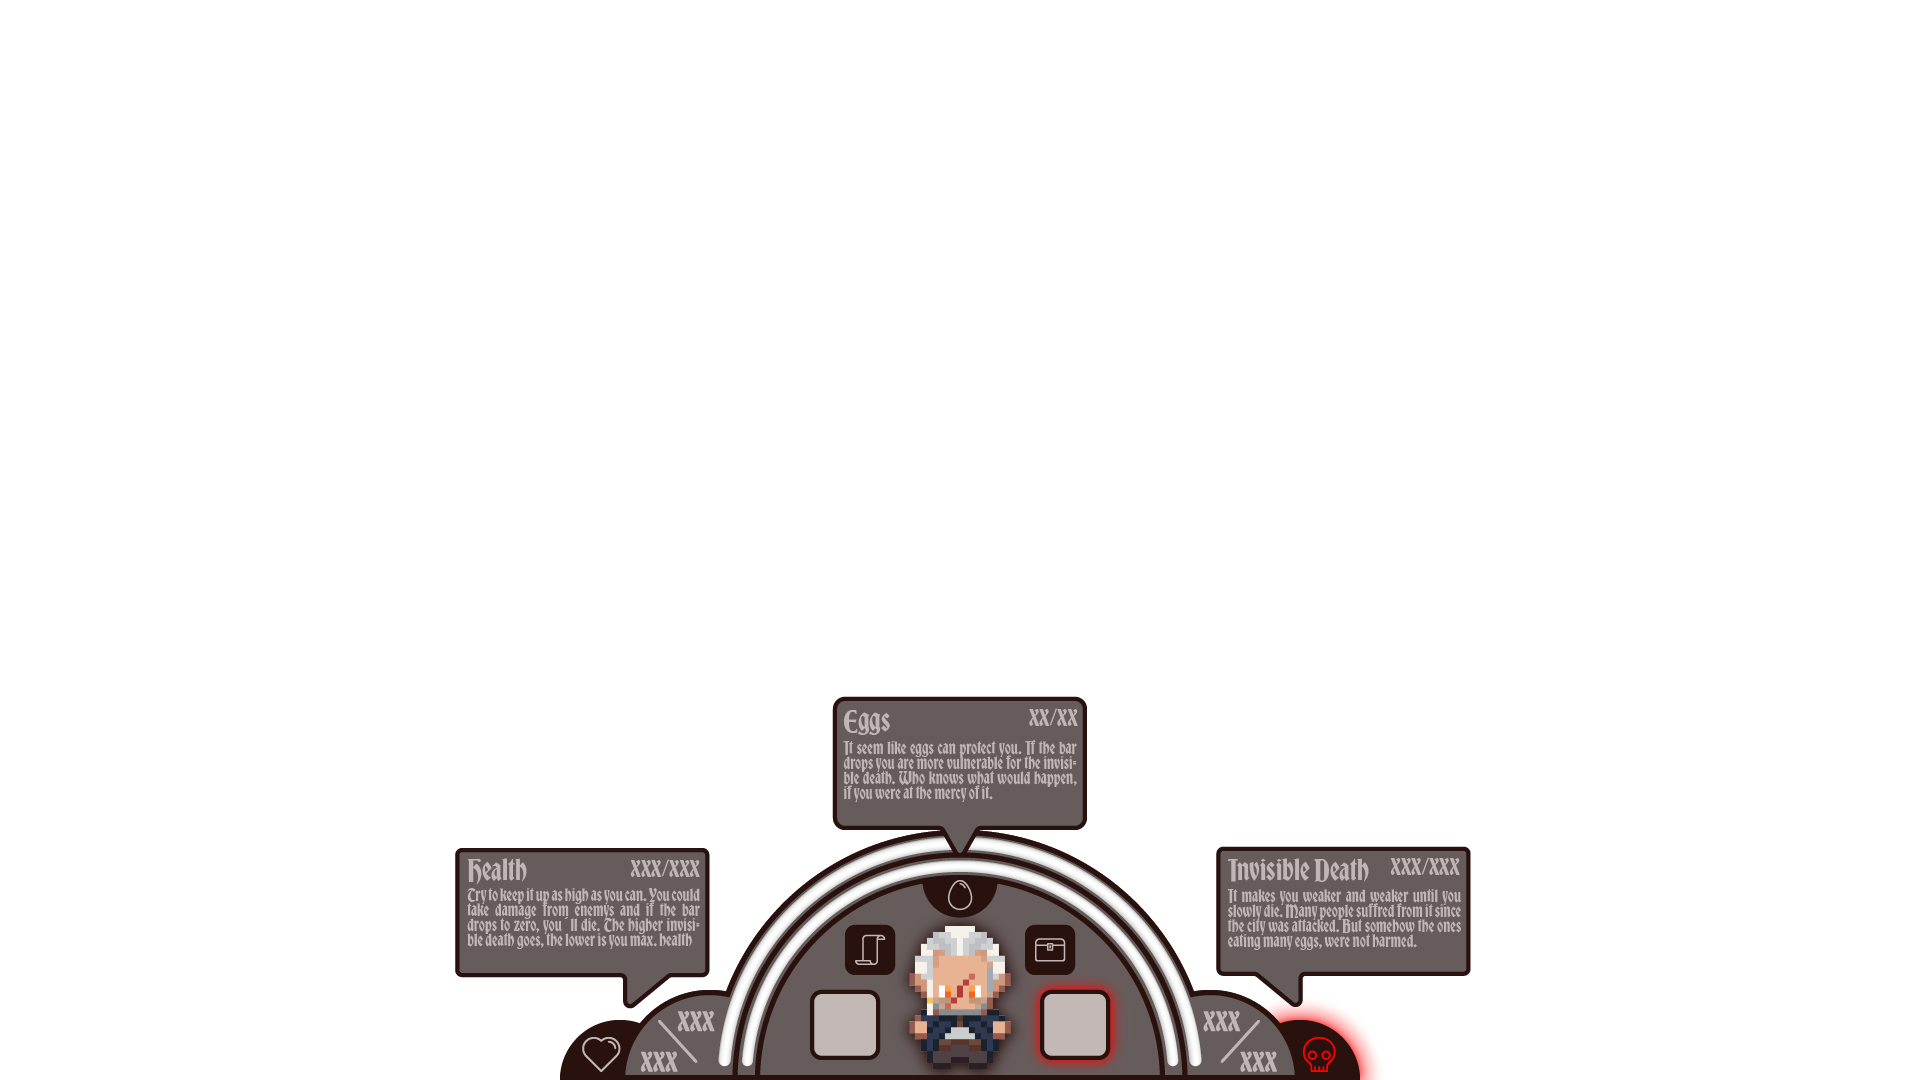 Eggs XX/XX
It seem like eggs can protect you. If the bar
drops you are more vulnerable for the invisi-
ble death. Who knows what would happen,
if you were at the mercy of it.
Health XXX/XXX
Try to keep it up as high as you can. You could
take damage from enemys and if the bar
drops to zero, you ll die. The higher invisi-
ble death goes, the lower is you max. health
Invisible Death XXX/XXX
It makes you weaker and weaker until you
slowly die. Many people suffred from it since
the city was attacked. But somehow the ones
eating many eggs, were not harmed.
XXX
XXX
XXX
XXX